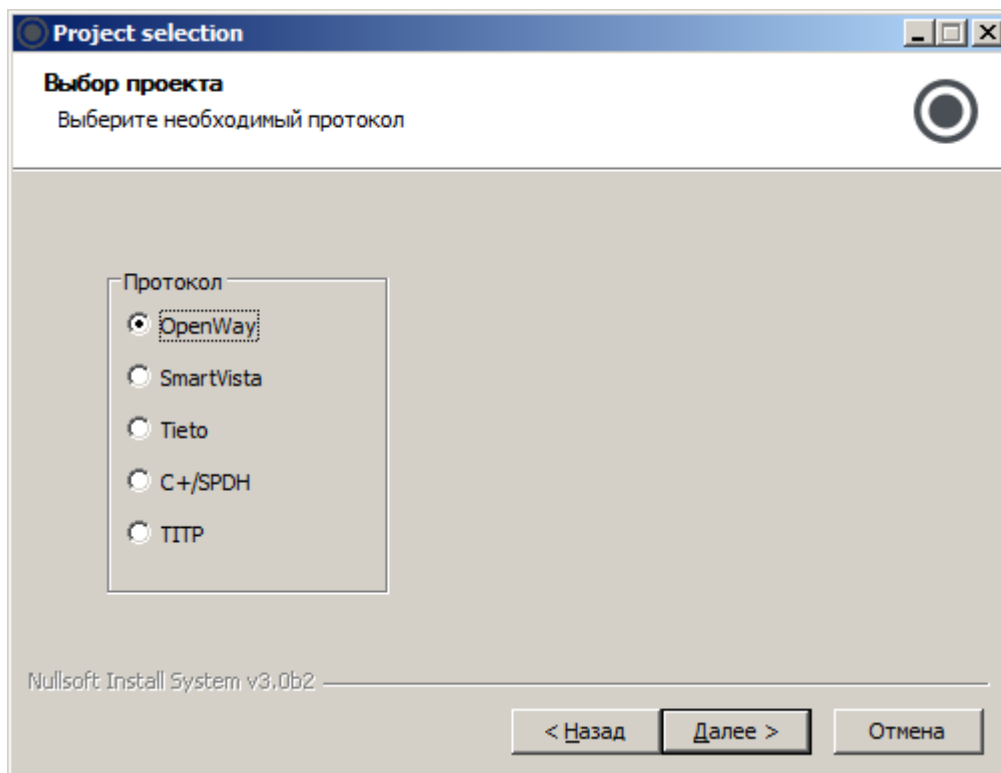 Project selection
Выбор проекта
Выберите необходимый протокол
Протокол
OpenWay
SmartVista
Tieto
C+/SPDH
TITP
Nullsoft Install System v3.0b2
< Назад
Далее >
Отмена